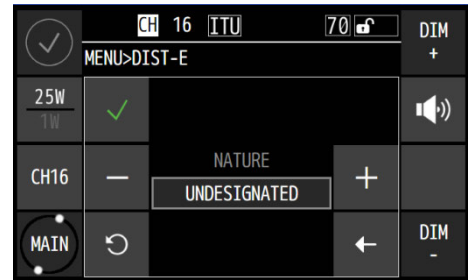 CH 16 ITU 70
DIM
+
MENU>DIST-E
25W
1W
CH16
NATURE
UNDESIGNATED
MAIN
DIM
-